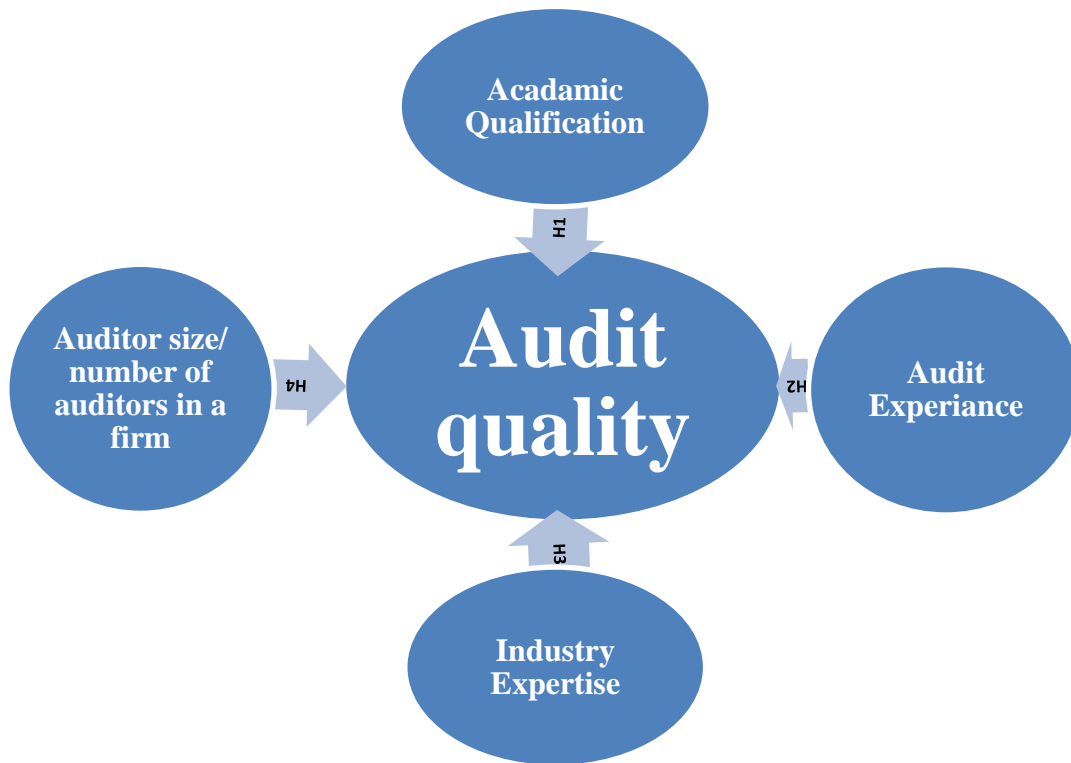 Acadamic
Qualification
H1
Auditor size/
number of
auditors in a
firm
H4
Audit
quality
H2
Audit
Experiance
H3
Industry
Expertise